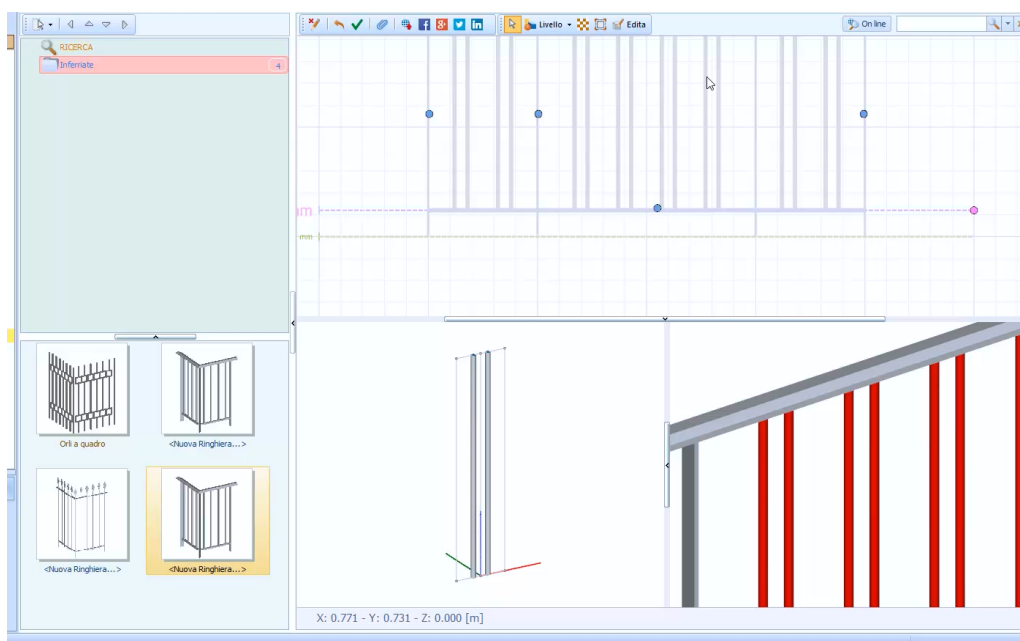 Livello
Edita
On line
RICERCA
Inferriate
4
mm
Orli a quadro
<Nuova Ringhiera...>
<Nuova Ringhiera...>
<Nuova Ringhiera...>
X: 0.771 - Y: 0.731 - Z: 0.000 [m]